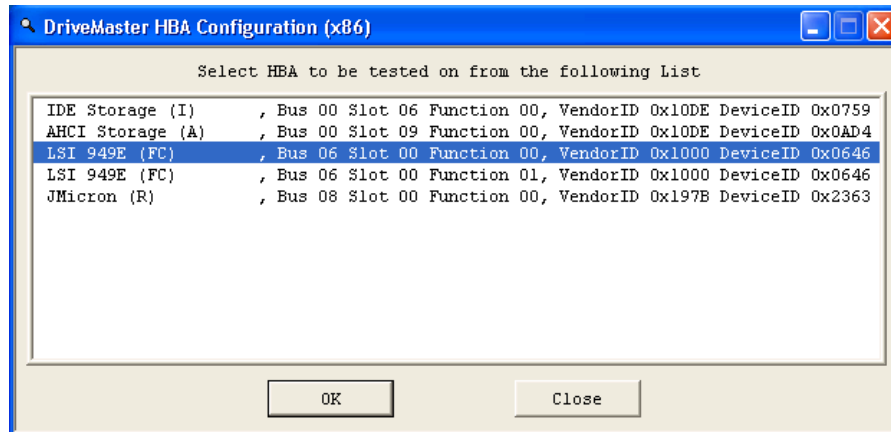 DriveMaster HBA Configuration (x86)
Select HBA to be tested on from the following List
IDE Storage (I) , Bus 00 Slot 06 Function 00, VendorID 0x10DE DeviceID 0x0759
AHCI Storage (A) , Bus 00 Slot 09 Function 00, VendorID 0x10DE DeviceID 0x0AD4
LSI 949E (FC) , Bus 06 Slot 00 Function 00, VendorID 0x1000 DeviceID 0x0646
LSI 949E (FC) , Bus 06 Slot 00 Function 01, VendorID 0x1000 DeviceID 0x0646
JMicron (R) , Bus 08 Slot 00 Function 00, VendorID 0x197B DeviceID 0x2363
OK Close